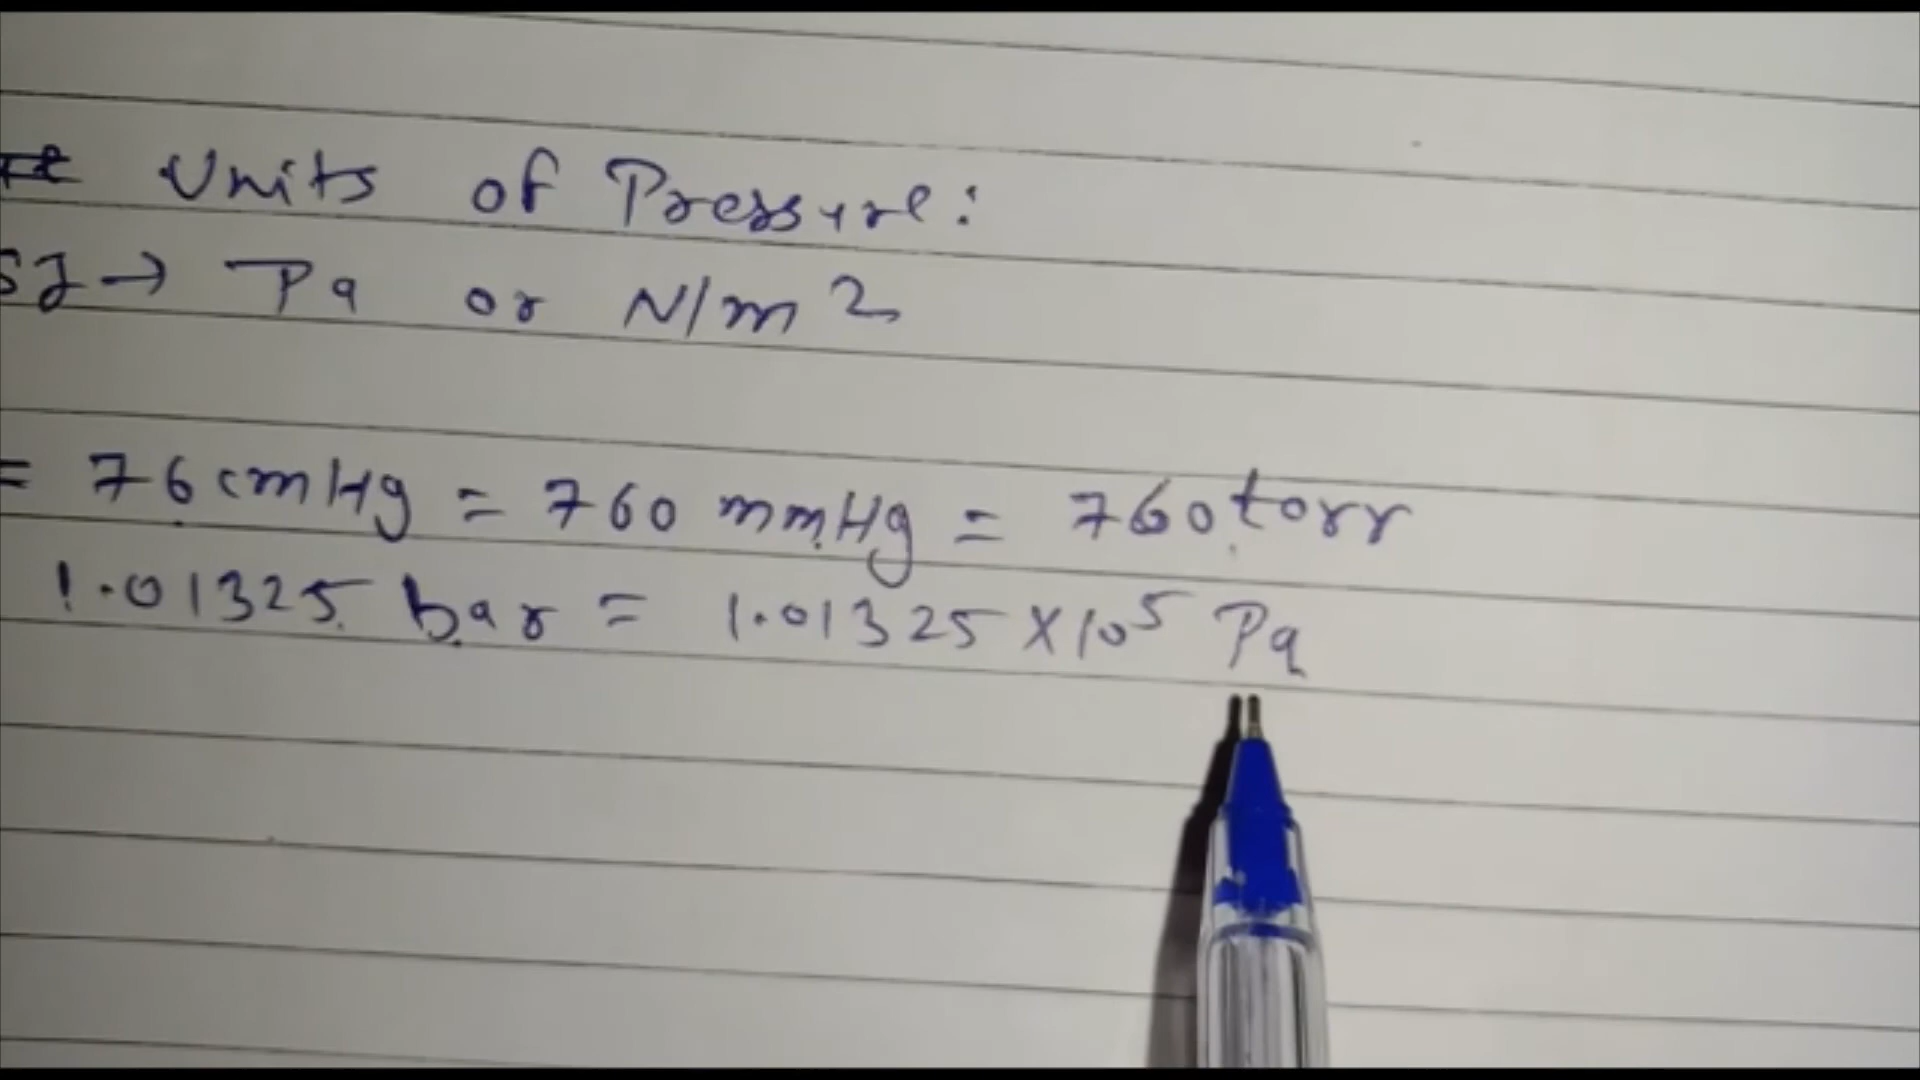 # Units of Pressure:
SI → Pa or N/m2
= 76 cmHg = 760 mmHg = 760 torr
1.01325 bar = 1.01325 × 10⁵ Pa